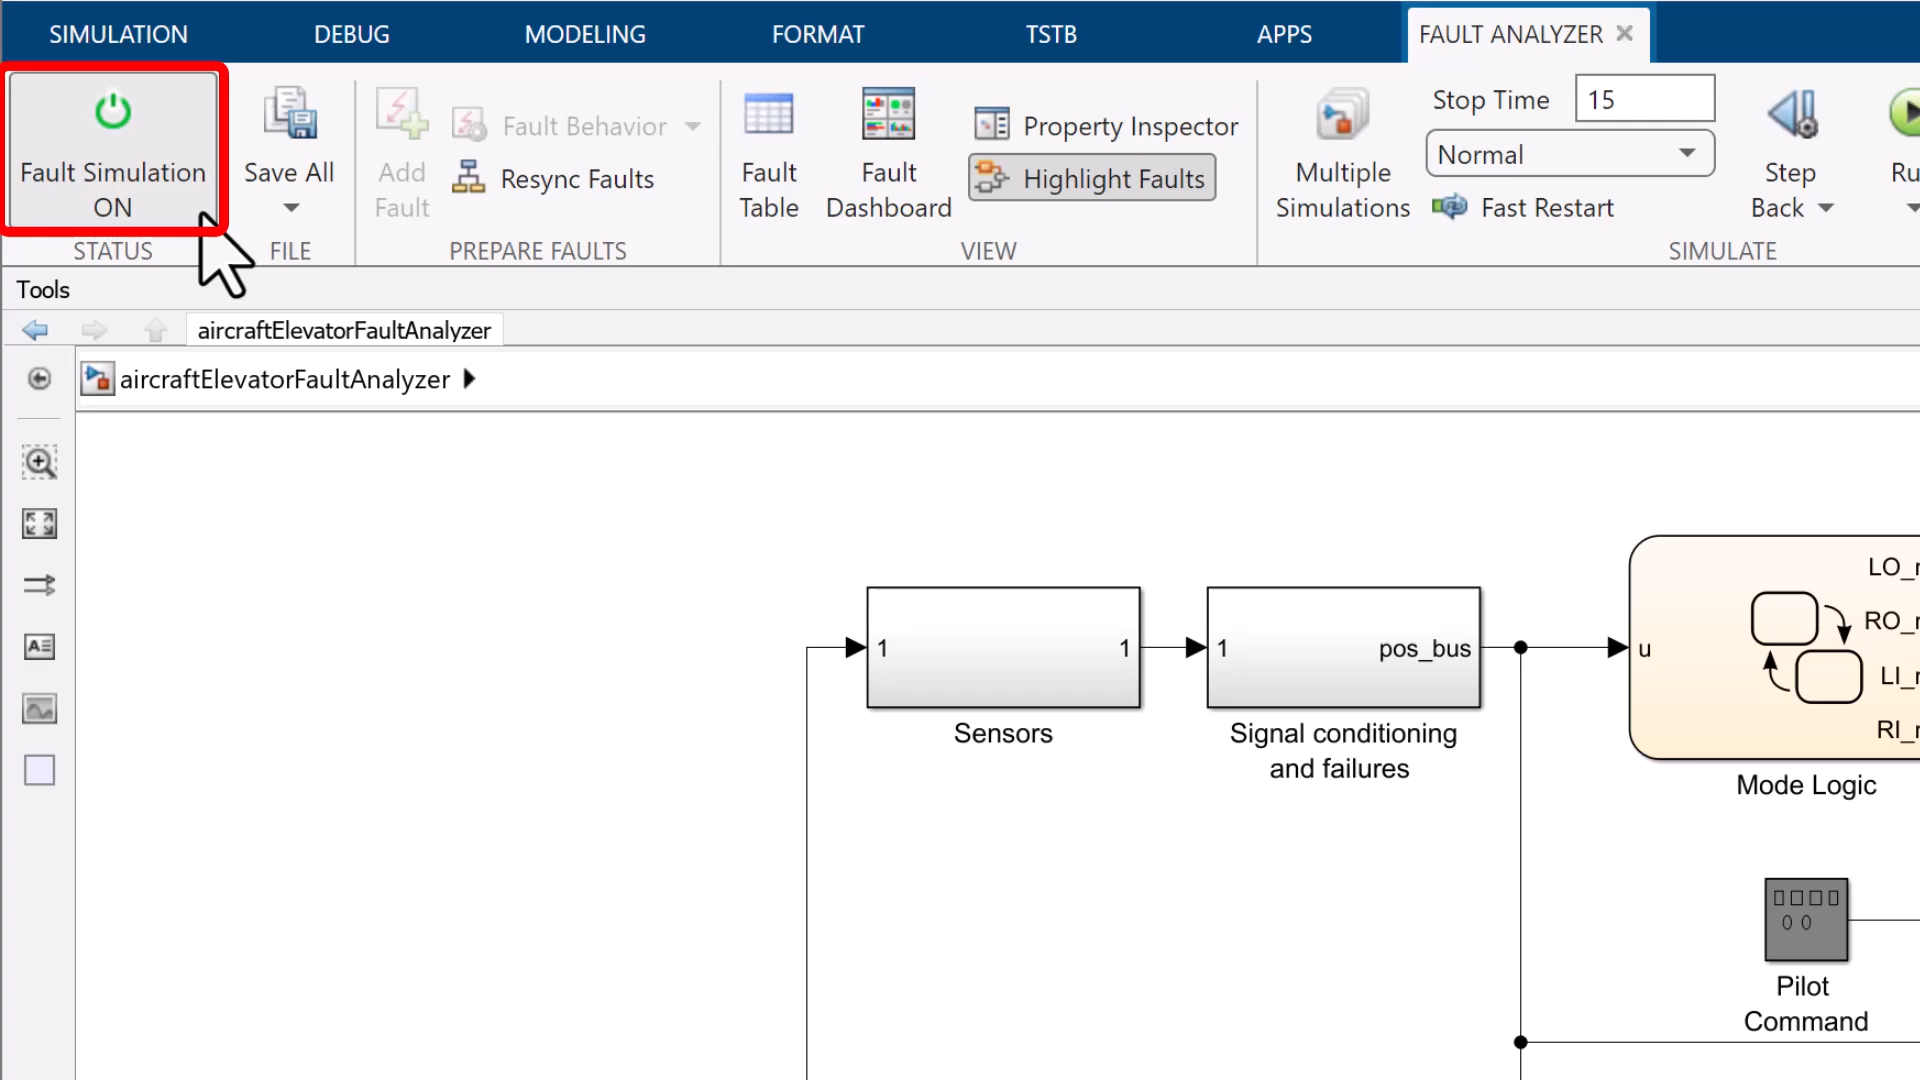 SIMULATION
DEBUG
MODELING
FORMAT
TSTB
APPS
FAULT ANALYZER
Fault Simulation
ON
STATUS
Save All
FILE
Add
Fault
Fault Behavior
Resync Faults
PREPARE FAULTS
Fault
Table
Fault
Dashboard
Property Inspector
Highlight Faults
VIEW
Multiple
Simulations
Stop Time
15
Normal
Fast Restart
Step
Back
Ru
SIMULATE
Tools
aircraftElevatorFaultAnalyzer
aircraftElevatorFaultAnalyzer
1
1
Sensors
1
pos_bus
Signal conditioning
and failures
u
LO_
RO_
LI_
RI_
Mode Logic
Pilot
Command